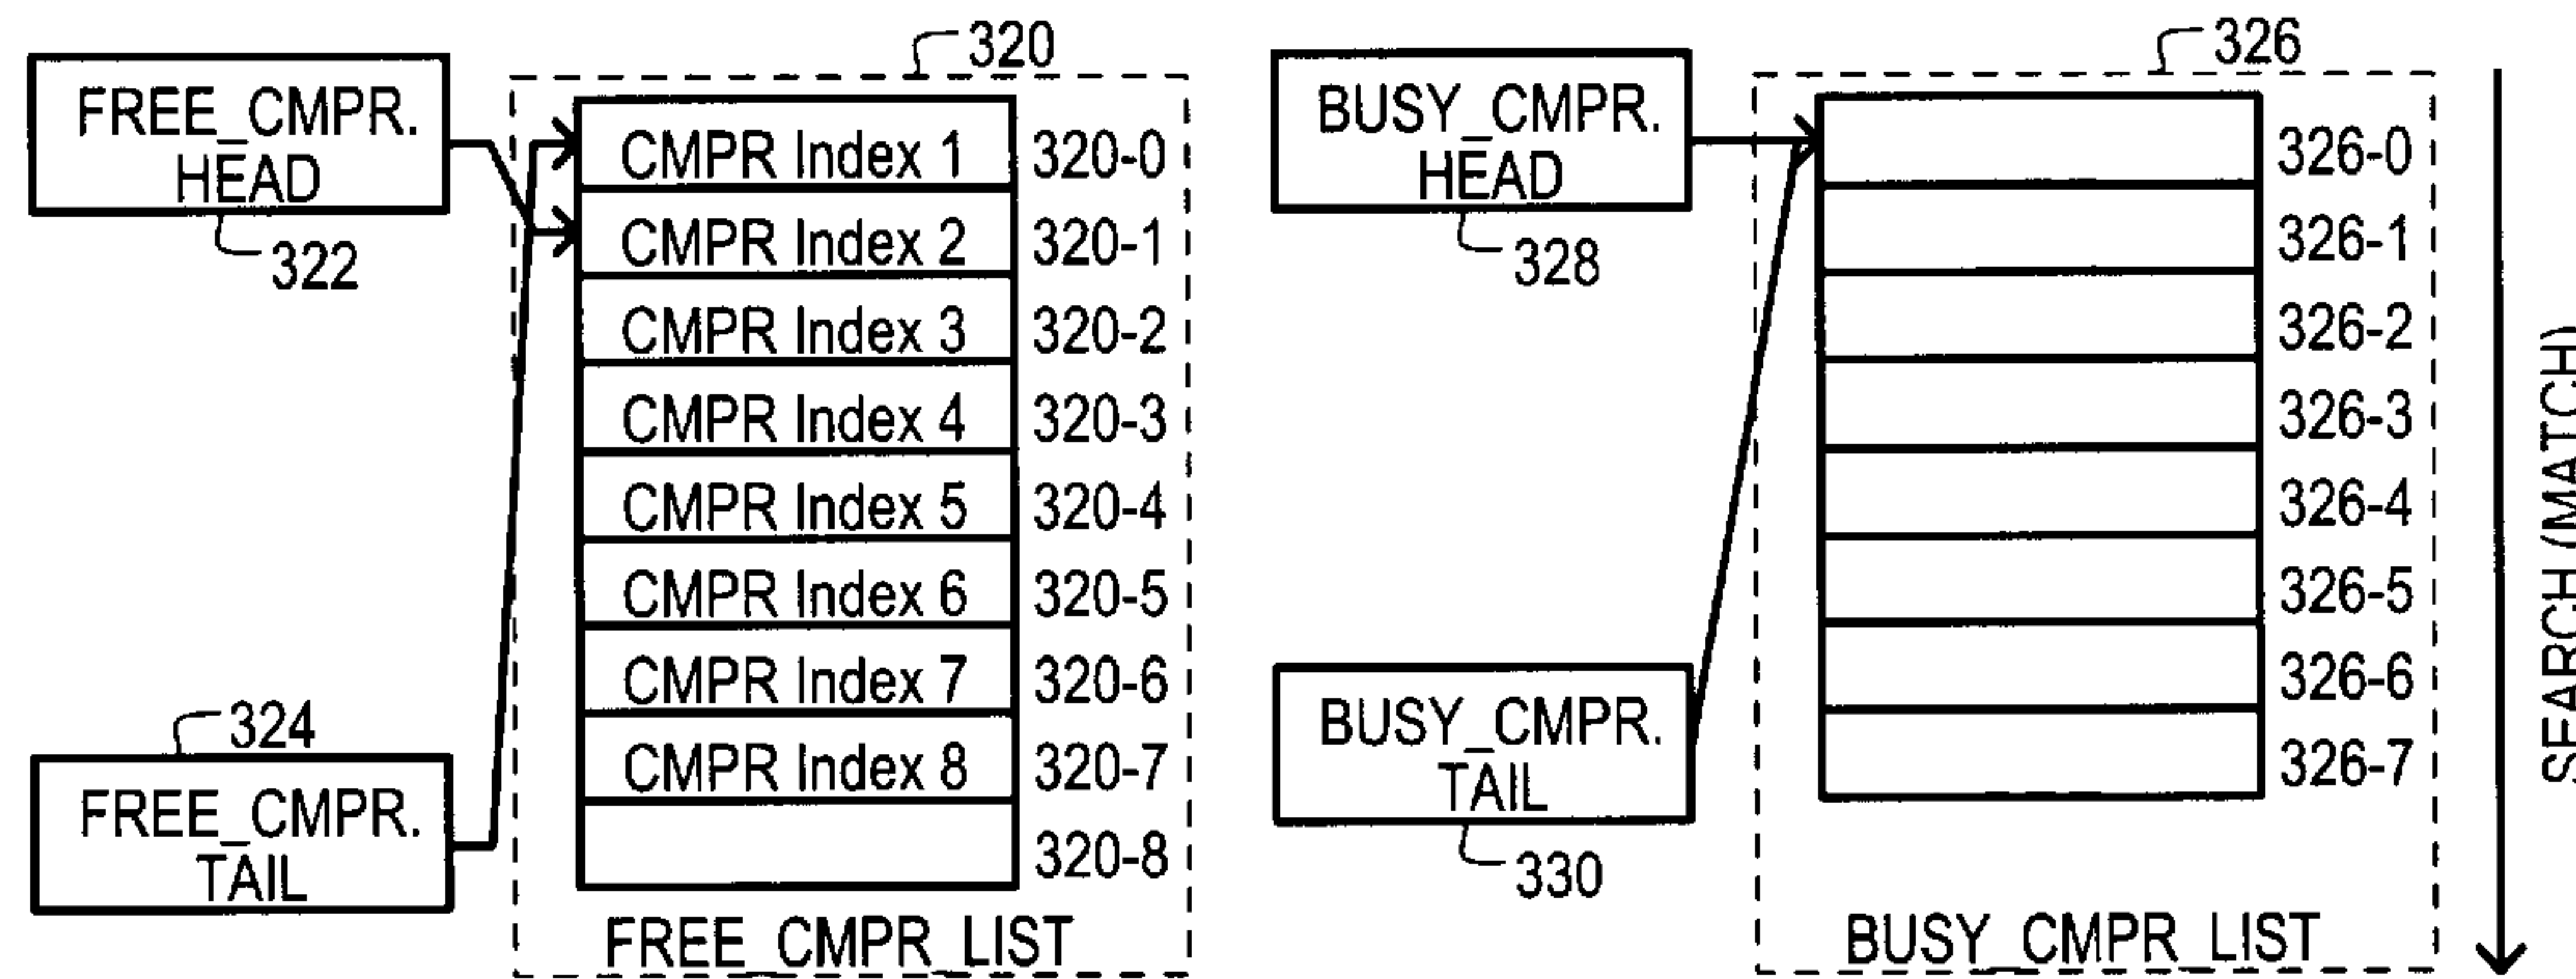 320
FREE_CMPR.
HEAD
322
CMPR Index 1 320-0
CMPR Index 2 320-1
CMPR Index 3 320-2
CMPR Index 4 320-3
CMPR Index 5 320-4
CMPR Index 6 320-5
CMPR Index 7 320-6
CMPR Index 8 320-7
320-8
324
FREE_CMPR.
TAIL
FREE_CMPR_LIST
326
BUSY_CMPR.
HEAD
328
326-0
326-1
326-2
326-3
326-4
326-5
326-6
326-7
BUSY_CMPR.
TAIL
330
BUSY_CMPR_LIST
SEARCH (MATCH)